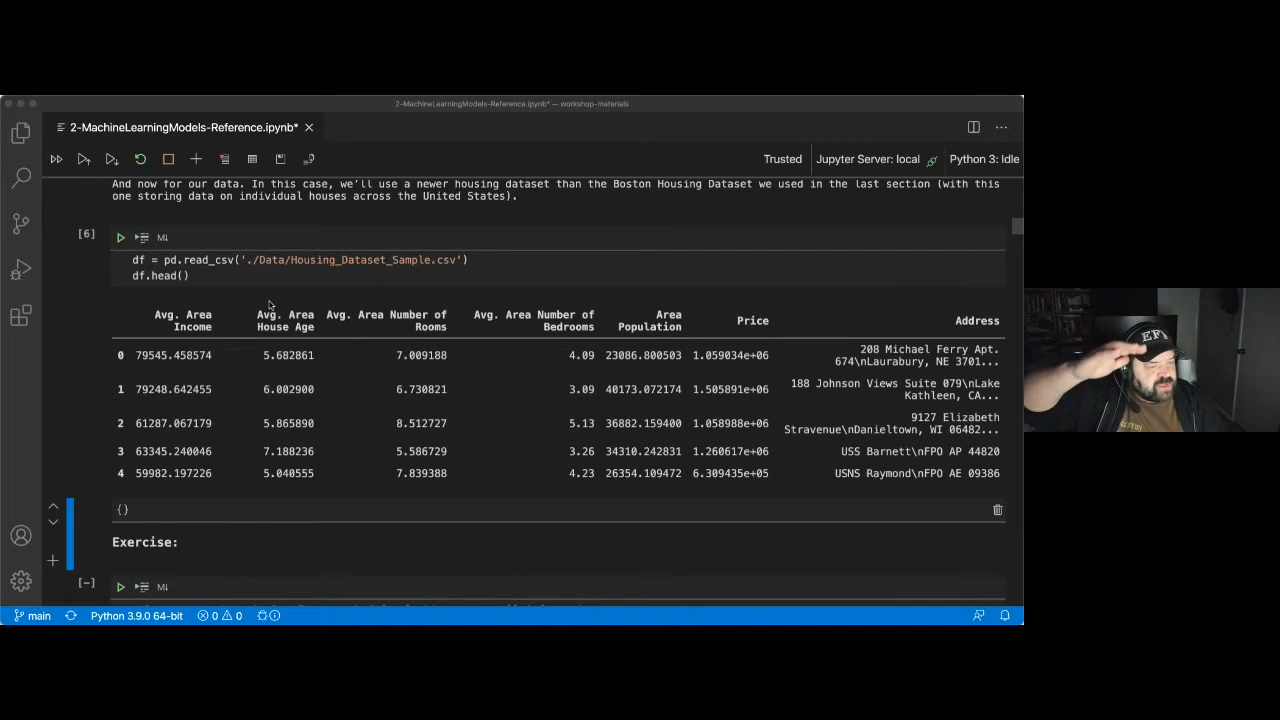 2-MachineLearningModels-Reference.ipynb* — workshop-materials
2-MachineLearningModels-Reference.ipynb*
Trusted Jupyter Server: local Python 3: Idle
And now for our data. In this case, we'll use a newer housing dataset than the Boston Housing Dataset we used in the last section (with this
one storing data on individual houses across the United States).
[6]
M↓
df = pd.read_csv('./Data/Housing_Dataset_Sample.csv')
df.head()
Avg. Area Avg. Area Avg. Area Number of Avg. Area Number of Area Price Address
Income House Age Rooms Bedrooms Population
208 Michael Ferry Apt.
0 79545.458574 5.682861 7.009188 4.09 23086.800503 1.059034e+06
674\nLaurabury, NE 3701...
188 Johnson Views Suite 079\nLake
1 79248.642455 6.002900 6.730821 3.09 40173.072174 1.505891e+06
Kathleen, CA...
9127 Elizabeth
2 61287.067179 5.865890 8.512727 5.13 36882.159400 1.058988e+06
Stravenue\nDanieltown, WI 06482...
3 63345.240046 7.188236 5.586729 3.26 34310.242831 1.260617e+06 USS Barnett\nFPO AP 44820
4 59982.197226 5.040555 7.839388 4.23 26354.109472 6.309435e+05 USNS Raymond\nFPO AE 09386
{}
Exercise:
[-]
M↓
main Python 3.9.0 64-bit 0 0